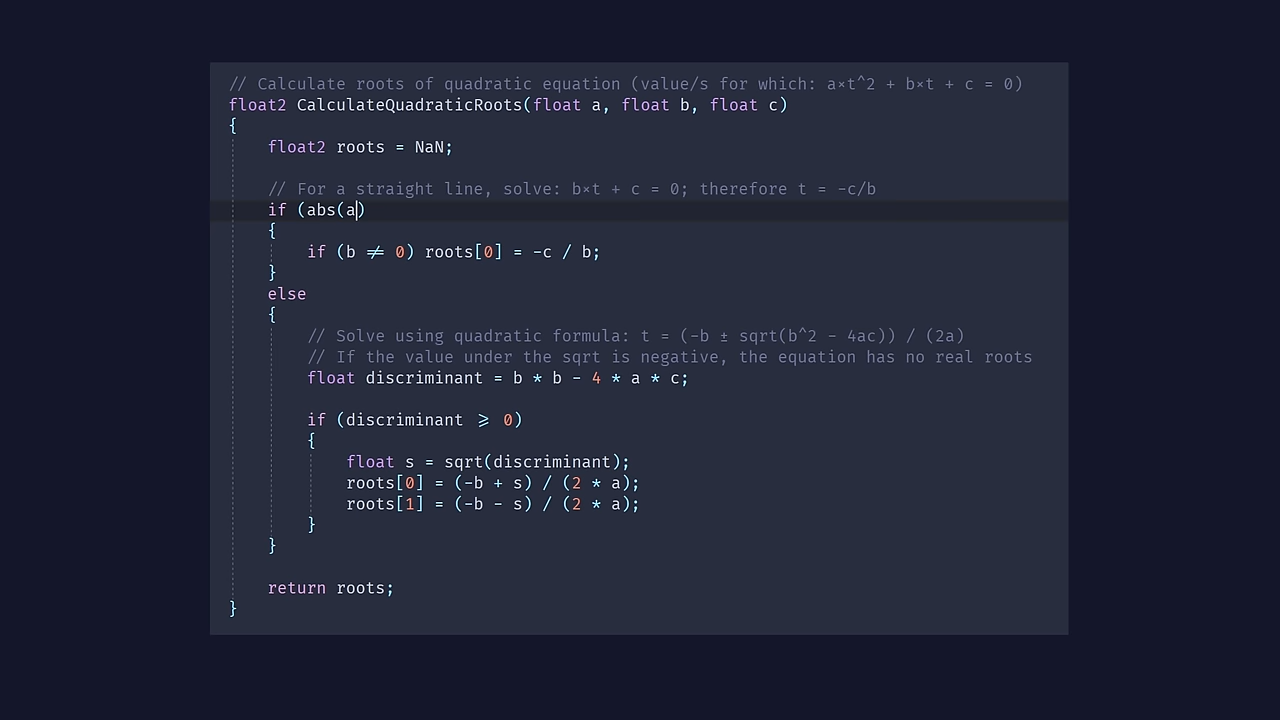 // Calculate roots of quadratic equation (value/s for which: a×t^2 + b×t + c = 0)
float2 CalculateQuadraticRoots(float a, float b, float c)
{
    float2 roots = NaN;

    // For a straight line, solve: b×t + c = 0; therefore t = -c/b
    if (abs(a)
    {
        if (b ≠ 0) roots[0] = -c / b;
    }
    else
    {
        // Solve using quadratic formula: t = (-b ± sqrt(b^2 - 4ac)) / (2a)
        // If the value under the sqrt is negative, the equation has no real roots
        float discriminant = b * b - 4 * a * c;

        if (discriminant ⩾ 0)
        {
            float s = sqrt(discriminant);
            roots[0] = (-b + s) / (2 * a);
            roots[1] = (-b - s) / (2 * a);
        }
    }

    return roots;
}